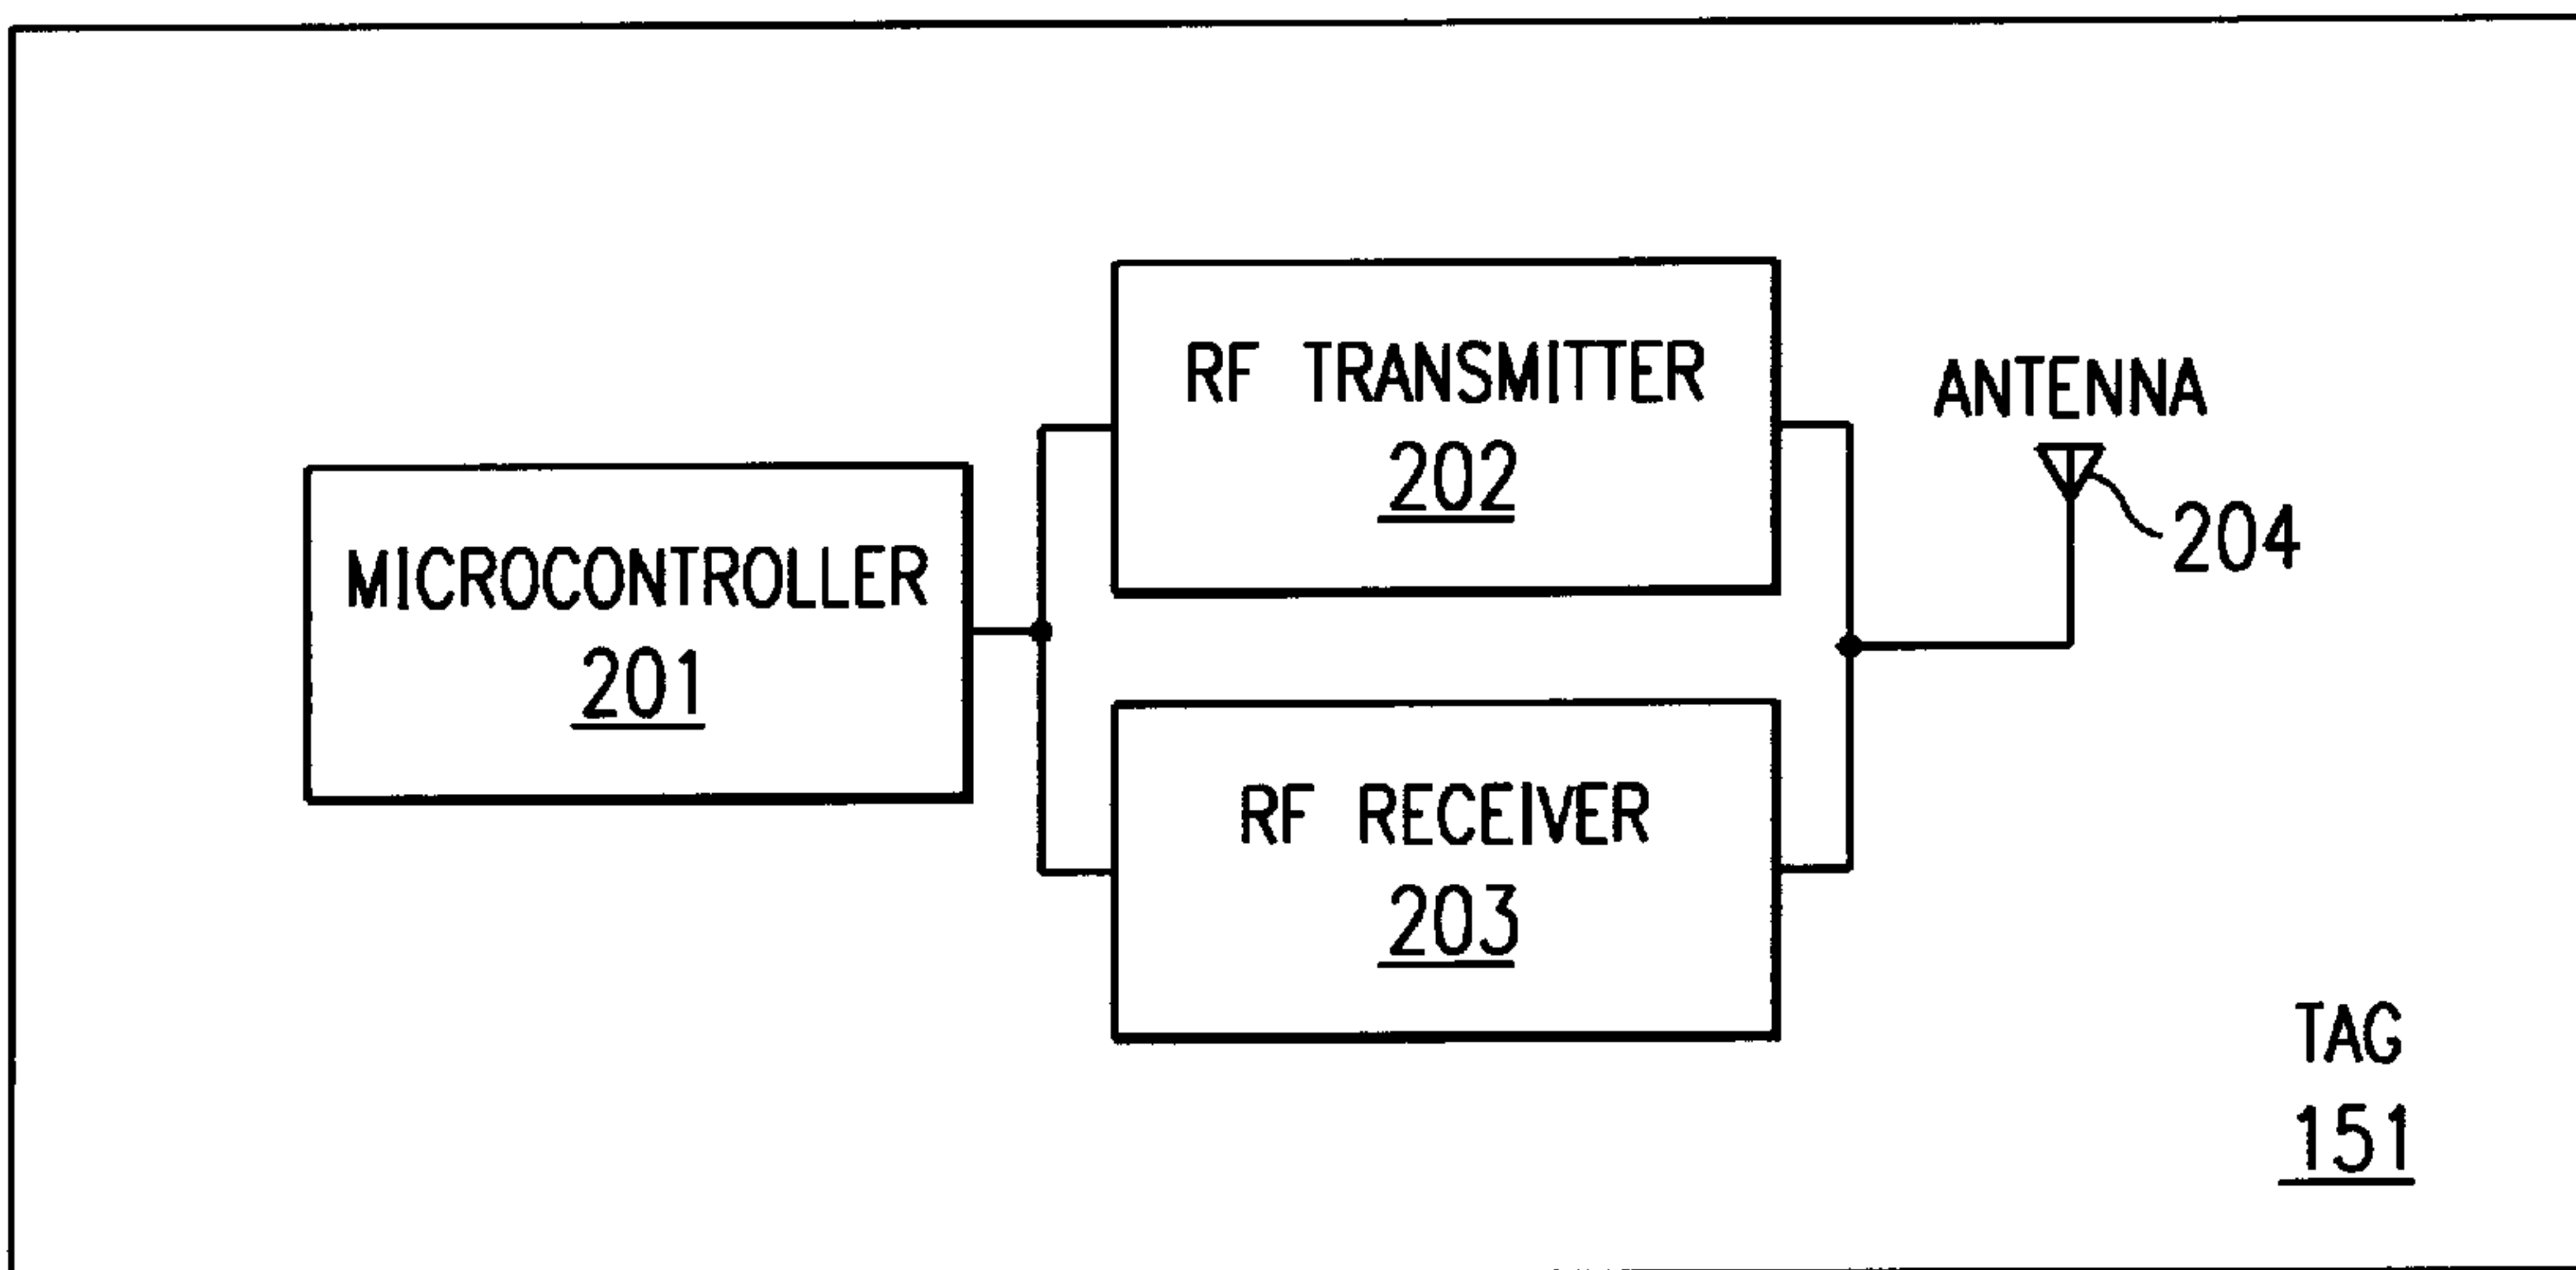 RF TRANSMITTER
202
ANTENNA
204
MICROCONTROLLER
201
RF RECEIVER
203
TAG
151